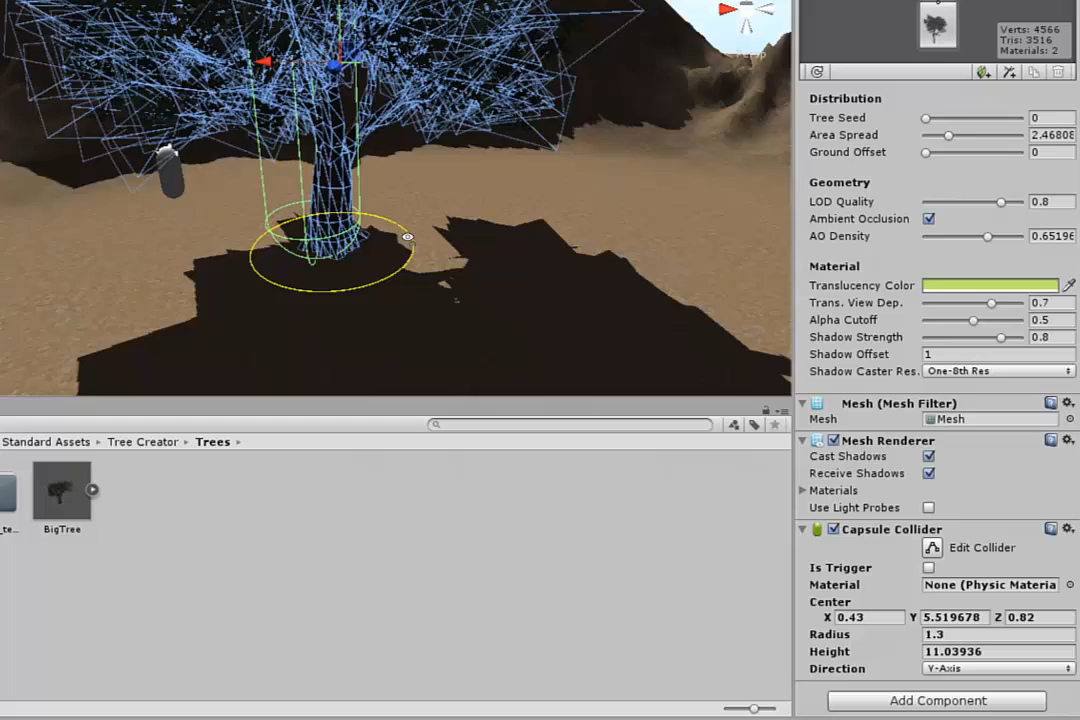 Verts: 4566
Tris: 3516
Materials: 2
Distribution
Tree Seed 0
Area Spread 2.46808
Ground Offset 0
Geometry
LOD Quality 0.8
Ambient Occlusion
AO Density 0.65196
Material
Translucency Color
Trans. View Dep. 0.7
Alpha Cutoff 0.5
Shadow Strength 0.8
Shadow Offset 1
Shadow Caster Res. One-8th Res
Mesh (Mesh Filter)
Mesh Mesh
Mesh Renderer
Cast Shadows
Receive Shadows
Materials
Use Light Probes
Capsule Collider
Edit Collider
Is Trigger
Material None (Physic Materia
Center
X 0.43 Y 5.519678 Z 0.82
Radius 1.3
Height 11.03936
Direction Y-Axis
Add Component
Standard Assets Tree Creator Trees
_te... BigTree